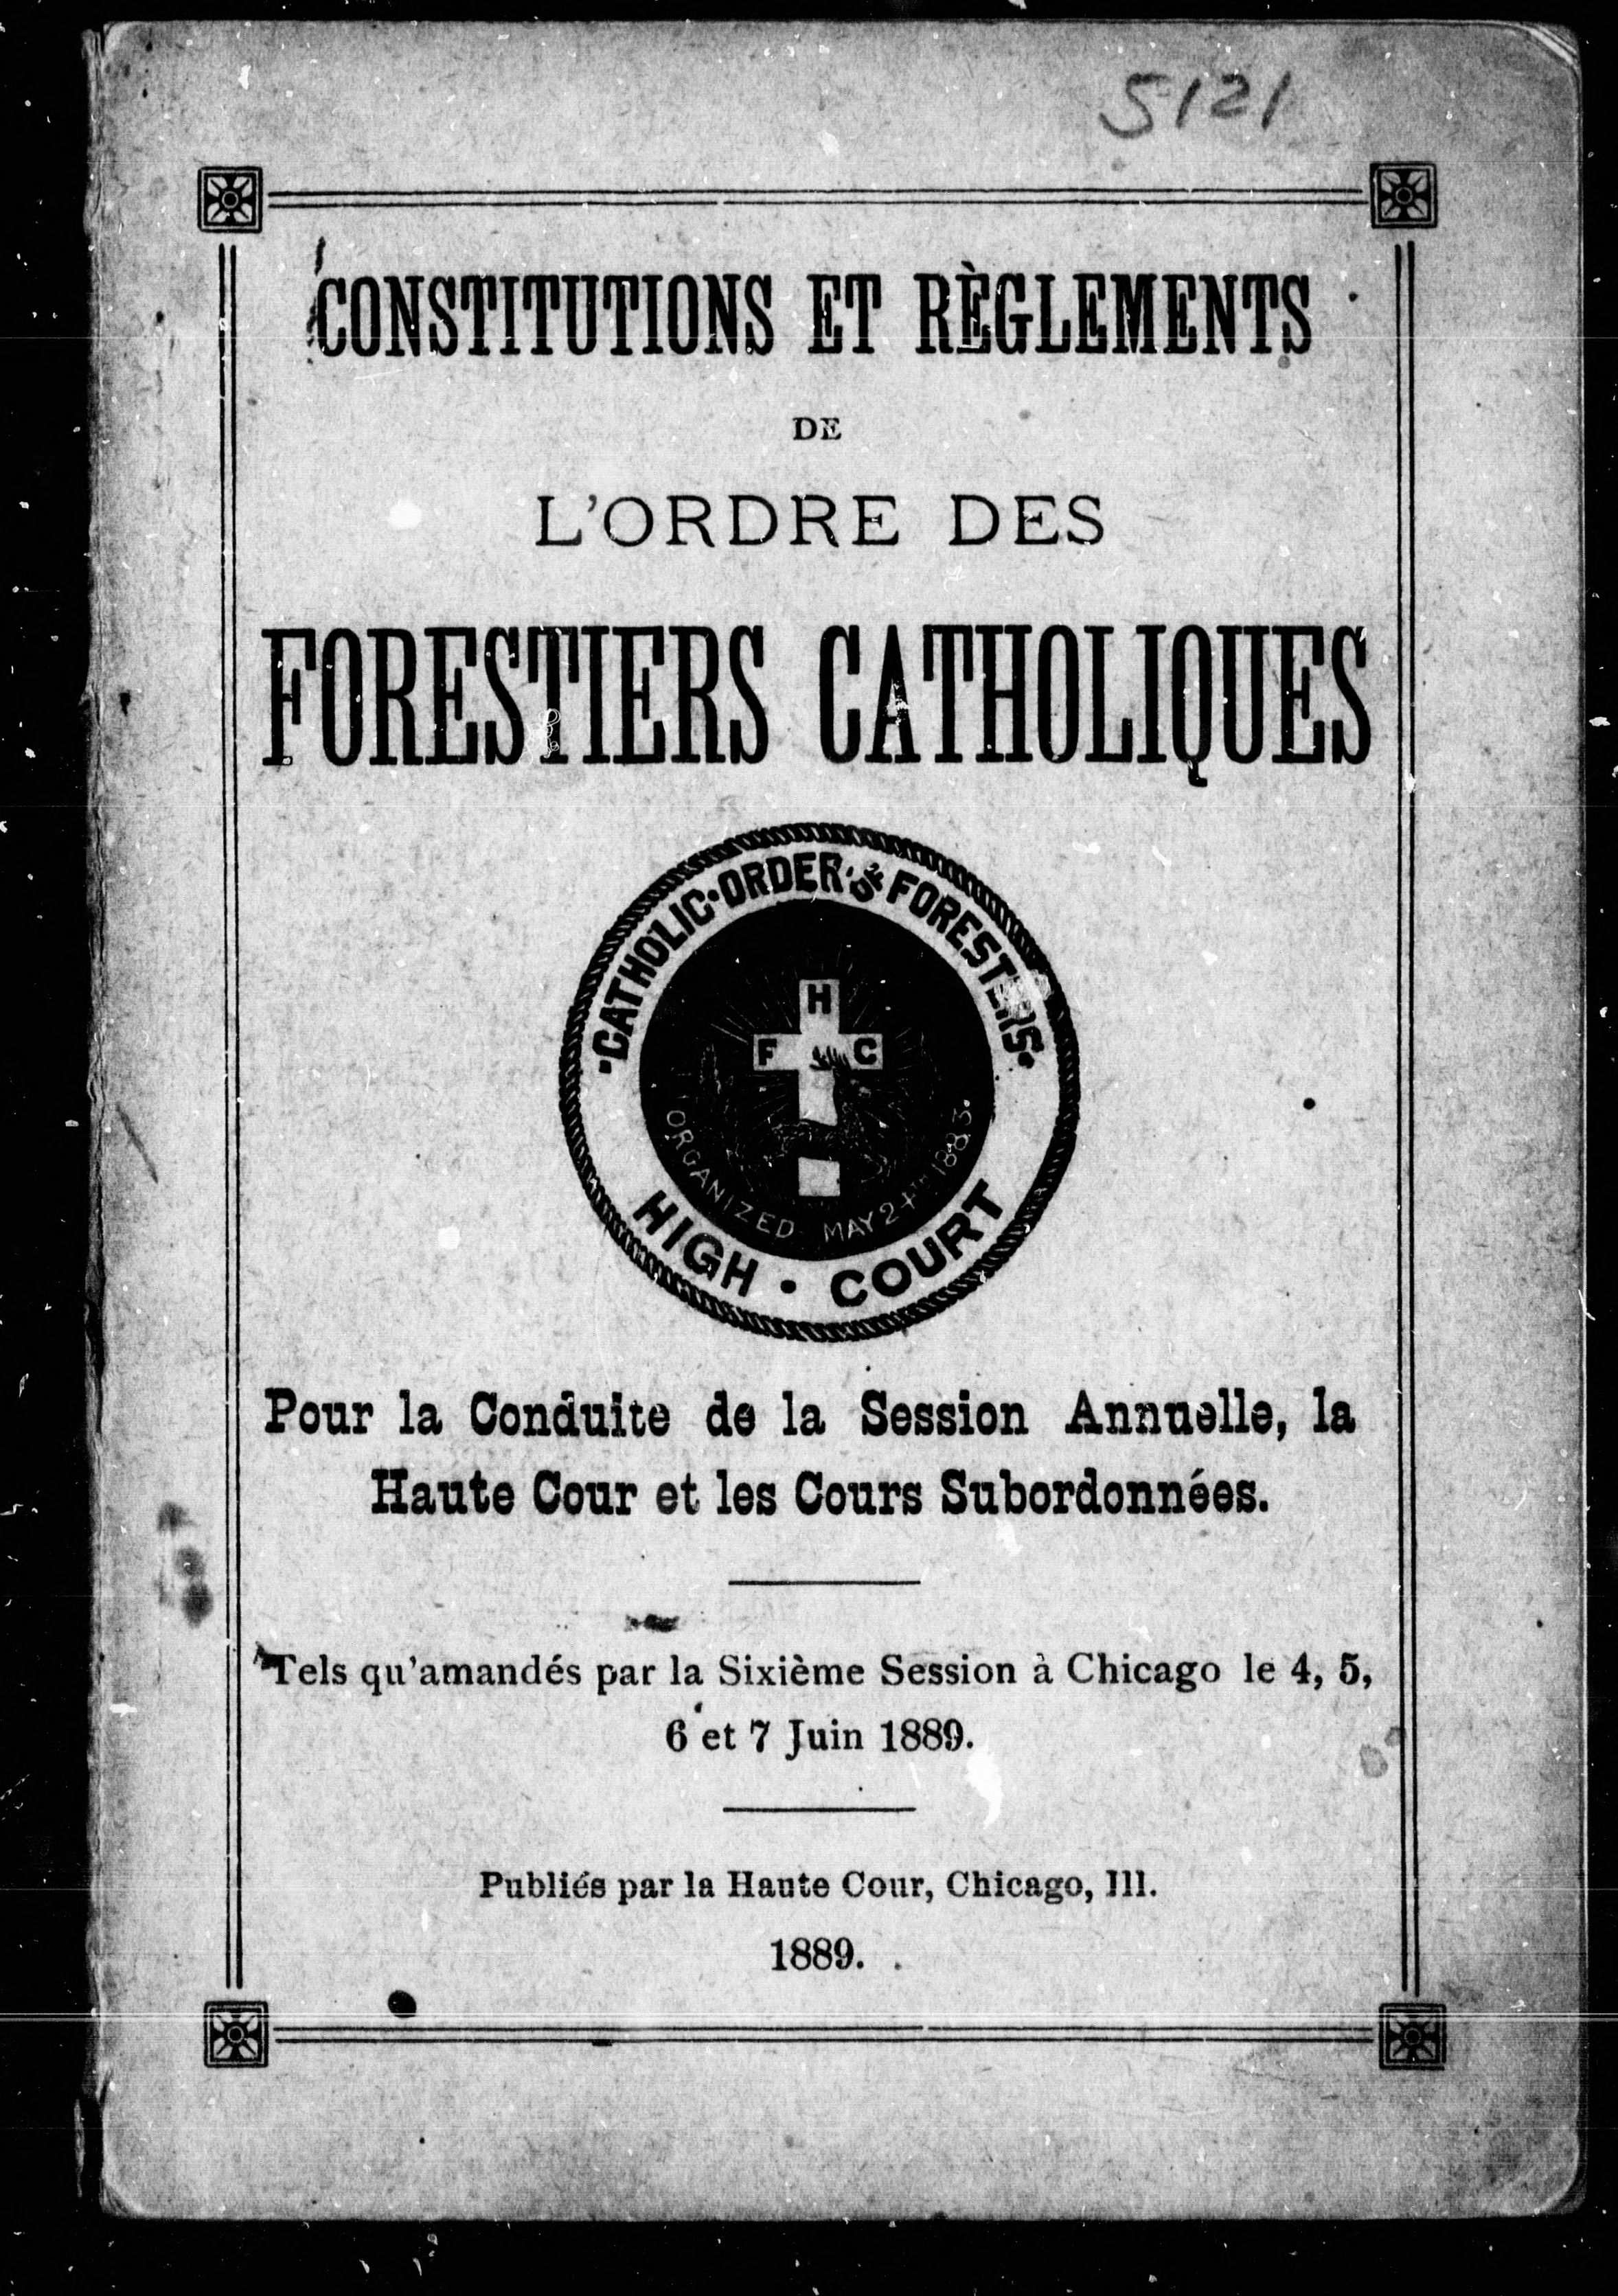 5121
CONSTITUTIONS ET RÈGLEMENTS
DE
L'ORDRE DES
FORESTIERS CATHOLIQUES
CATHOLIC·ORDER·OF FORESTERS
H
F C
ORGANIZED MAY 24TH 1883.
HIGH · COURT
Pour la Conduite de la Session Annuelle, la
Haute Cour et les Cours Subordonnées.
Tels qu'amandés par la Sixième Session à Chicago le 4, 5,
6 et 7 Juin 1889.
Publiés par la Haute Cour, Chicago, Ill.
1889.